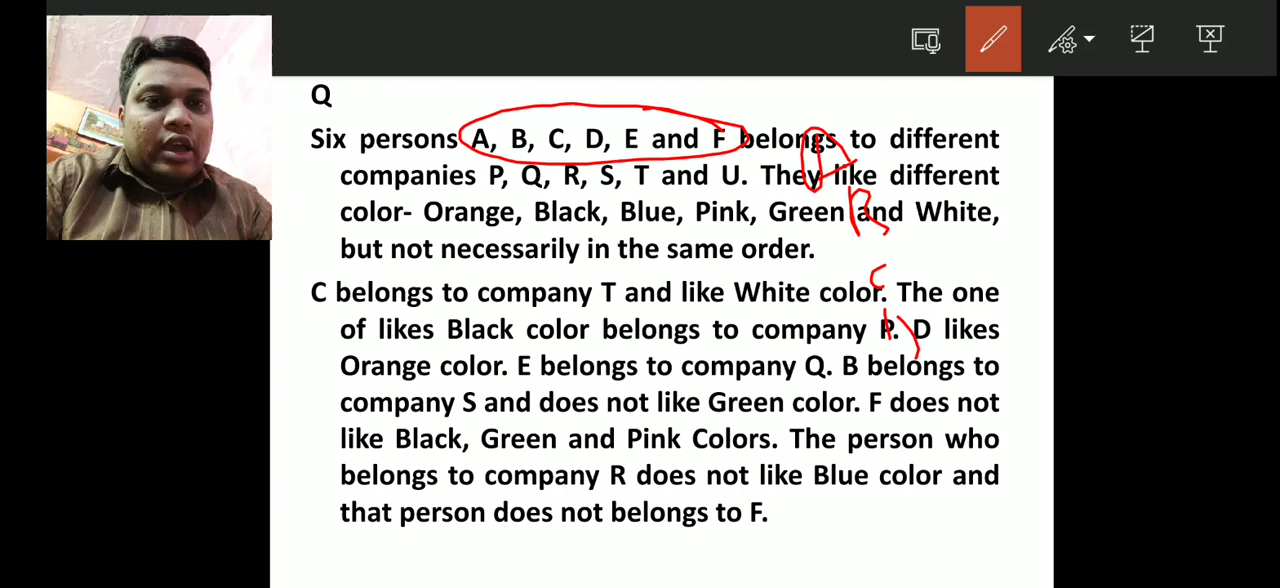 Q
Six persons A, B, C, D, E and F belongs to different
companies P, Q, R, S, T and U. They like different
color- Orange, Black, Blue, Pink, Green and White,
but not necessarily in the same order.
C belongs to company T and like White color. The one
of likes Black color belongs to company P. D likes
Orange color. E belongs to company Q. B belongs to
company S and does not like Green color. F does not
like Black, Green and Pink Colors. The person who
belongs to company R does not like Blue color and
that person does not belongs to F.